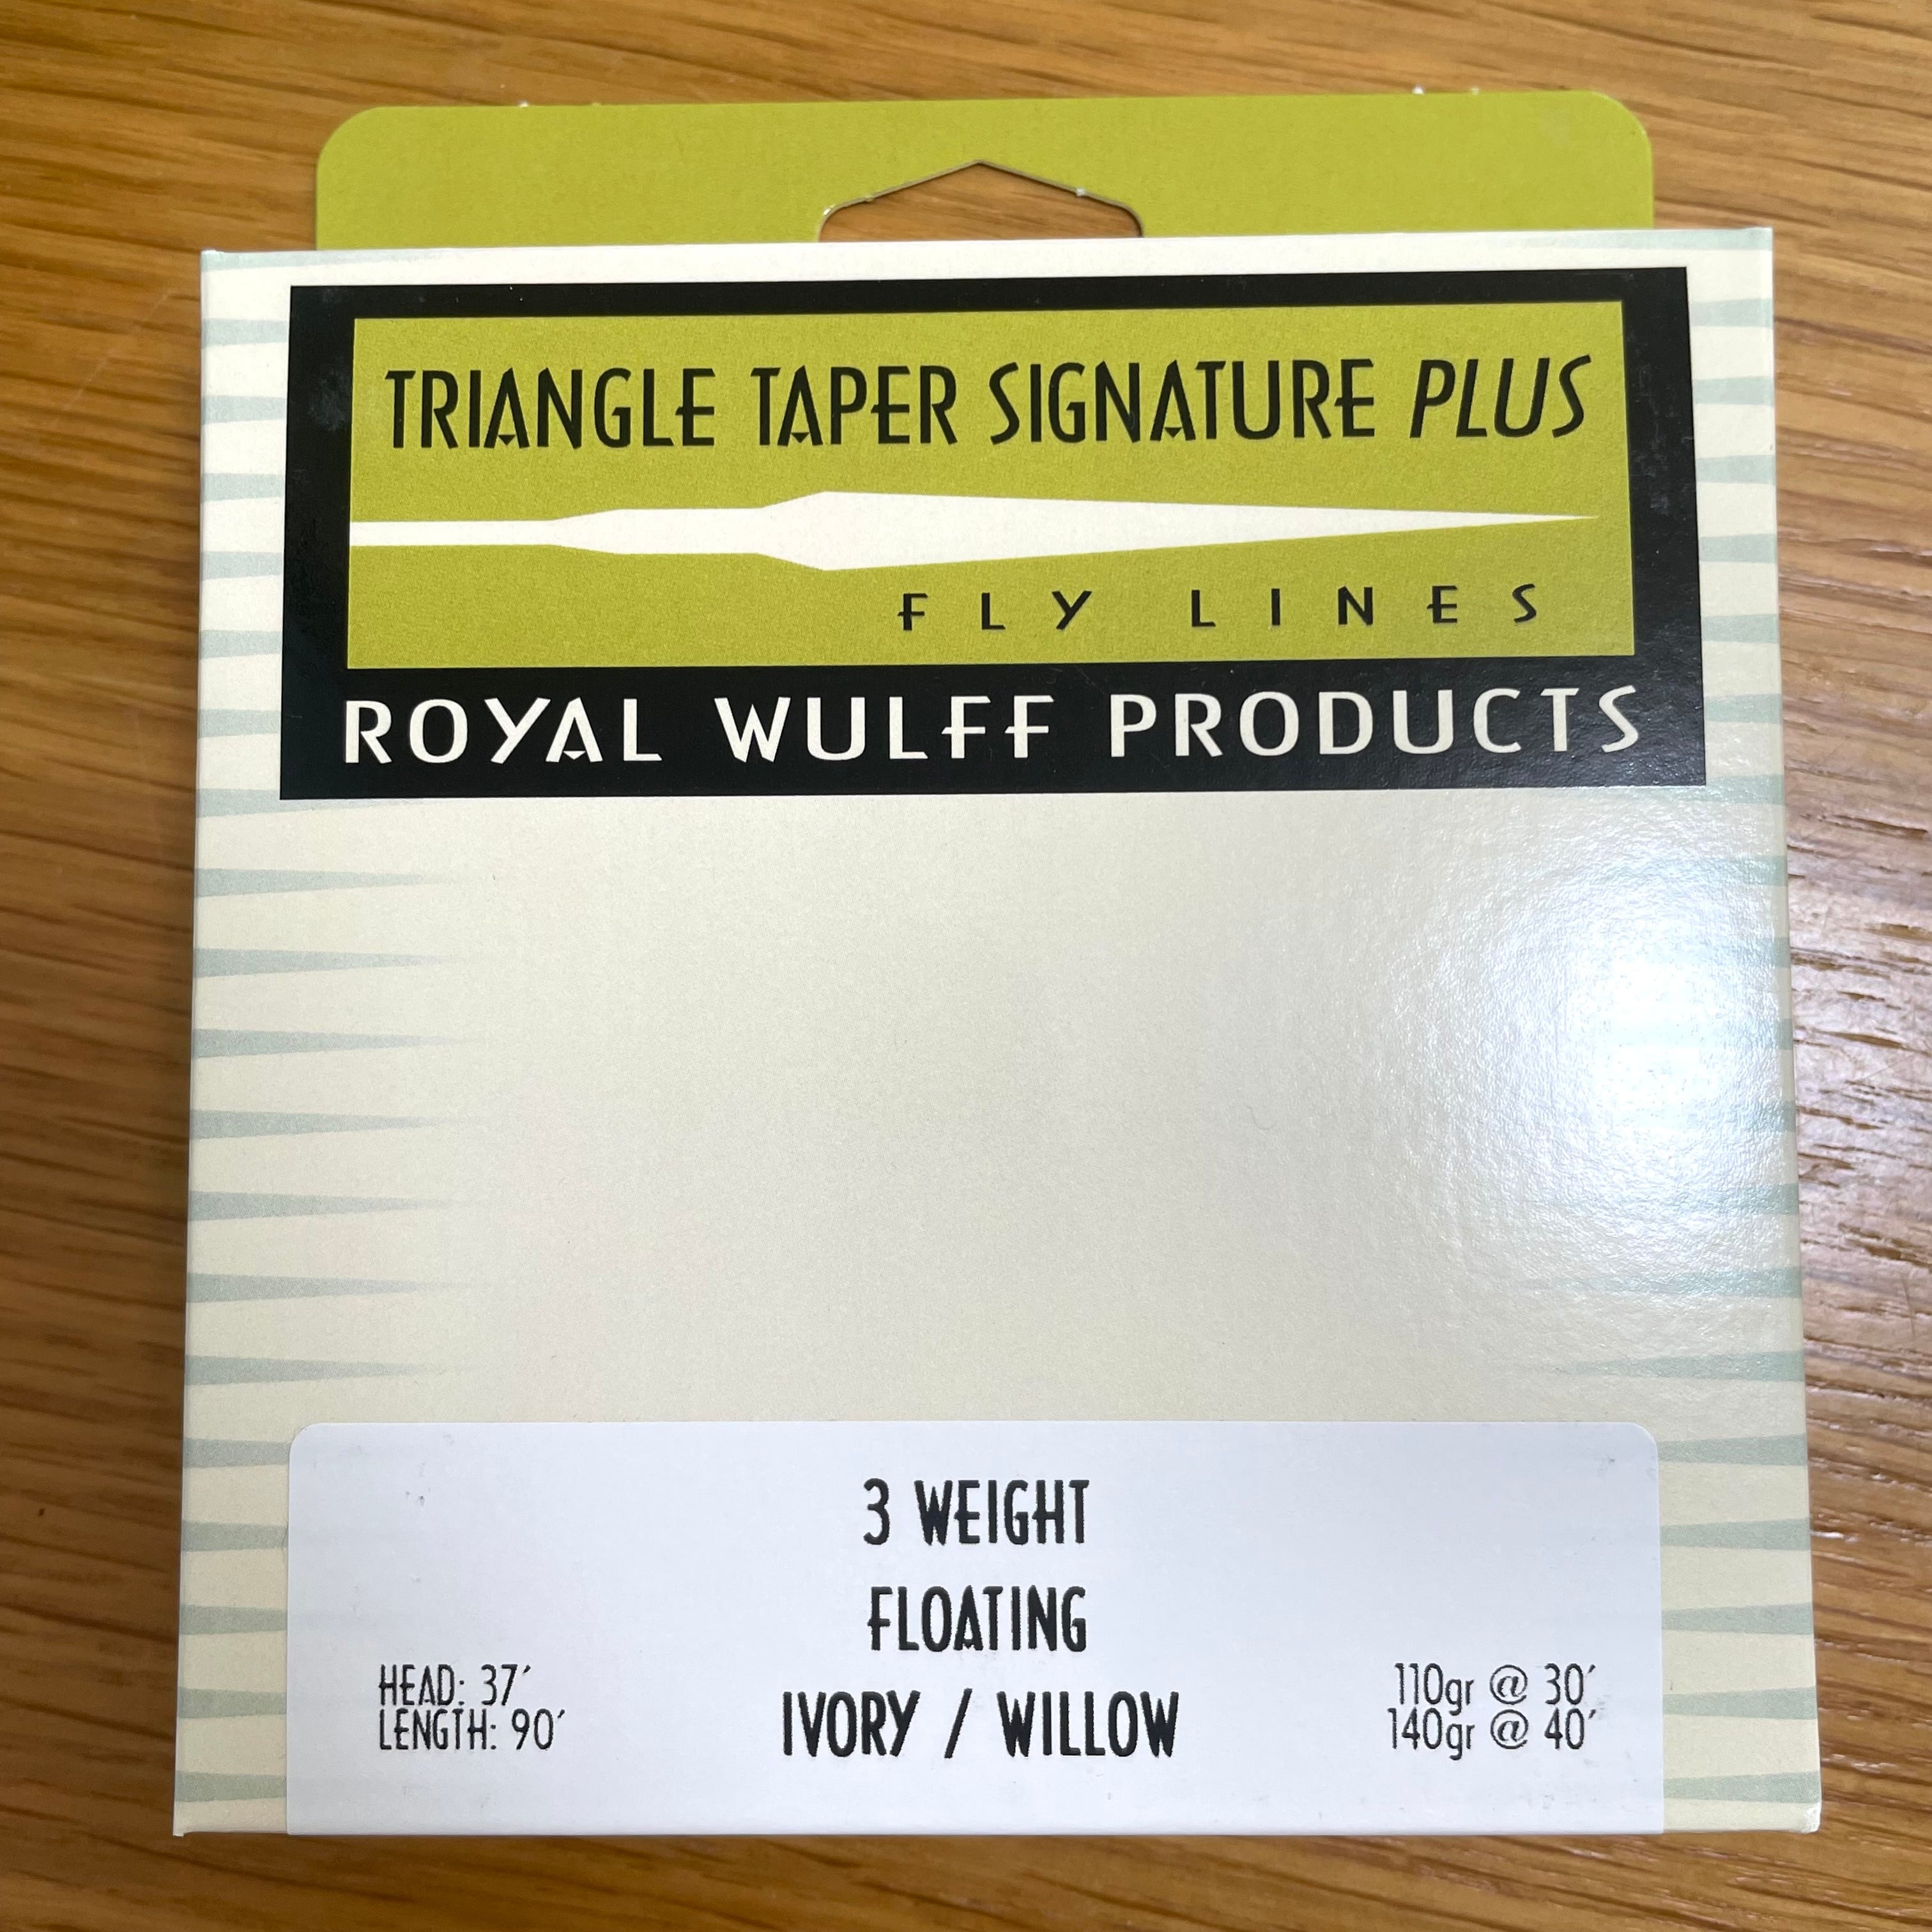 TRIANGLE TAPER SIGNATURE PLUS
FLY LINES
ROYAL WULFF PRODUCTS
3 WEIGHT
FLOATING
IVORY / WILLOW
HEAD: 37′
LENGTH: 90′
110gr @ 30′
140gr @ 40′